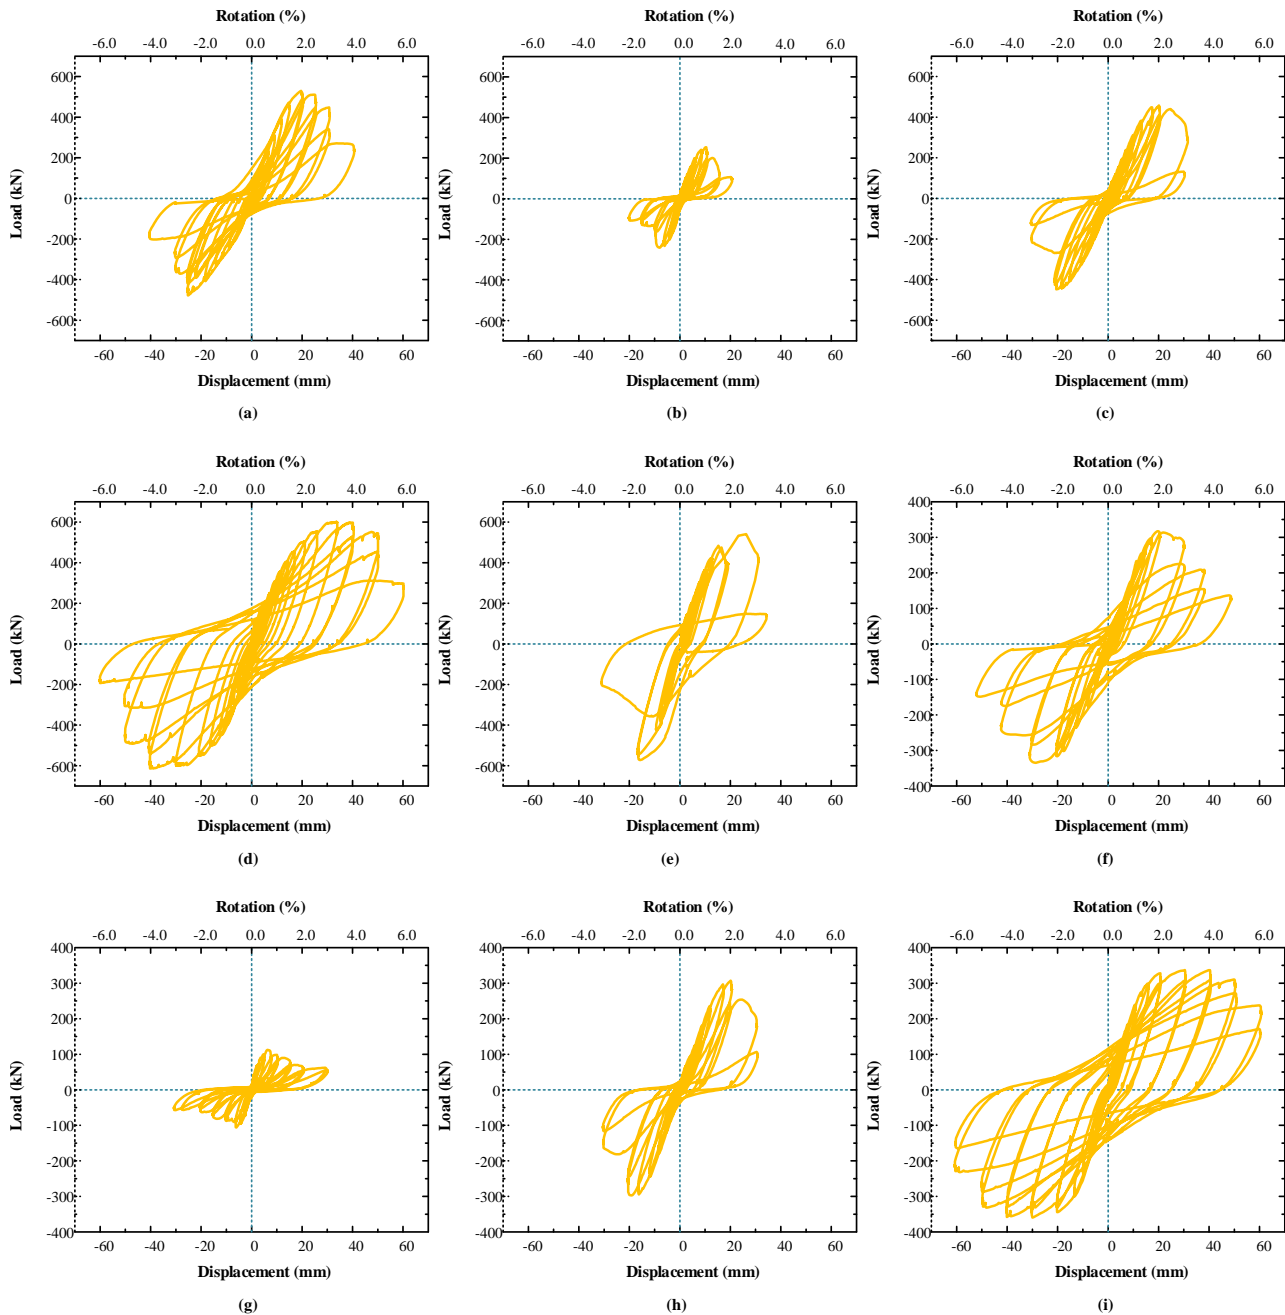 Rotation (%) Rotation (%) Rotation (%)
-6.0 -4.0 -2.0 0.0 2.0 4.0 6.0 -6.0 -4.0 -2.0 0.0 2.0 4.0 6.0 -6.0 -4.0 -2.0 0.0 2.0 4.0 6.0
600 600 600
400 400 400
200 200 200
0 0 0
-200 -200 -200
-400 -400 -400
-600 -600 -600
Load (kN) Load (kN) Load (kN)
-60 -40 -20 0 20 40 60 -60 -40 -20 0 20 40 60 -60 -40 -20 0 20 40 60
Displacement (mm) Displacement (mm) Displacement (mm)
(a) (b) (c)
Rotation (%) Rotation (%) Rotation (%)
-6.0 -4.0 -2.0 0.0 2.0 4.0 6.0 -6.0 -4.0 -2.0 0.0 2.0 4.0 6.0 -6.0 -4.0 -2.0 0.0 2.0 4.0 6.0
600 600 400
400 400 300
200 200 200
0 0 100
-200 -200 0
-400 -400 -100
-600 -600 -200
-300
-400
Load (kN) Load (kN) Load (kN)
-60 -40 -20 0 20 40 60 -60 -40 -20 0 20 40 60 -60 -40 -20 0 20 40 60
Displacement (mm) Displacement (mm) Displacement (mm)
(d) (e) (f)
Rotation (%) Rotation (%) Rotation (%)
-6.0 -4.0 -2.0 0.0 2.0 4.0 6.0 -6.0 -4.0 -2.0 0.0 2.0 4.0 6.0 -6.0 -4.0 -2.0 0.0 2.0 4.0 6.0
400 400 400
300 300 300
200 200 200
100 100 100
0 0 0
-100 -100 -100
-200 -200 -200
-300 -300 -300
-400 -400 -400
Load (kN) Load (kN) Load (kN)
-60 -40 -20 0 20 40 60 -60 -40 -20 0 20 40 60 -60 -40 -20 0 20 40 60
Displacement (mm) Displacement (mm) Displacement (mm)
(g) (h) (i)